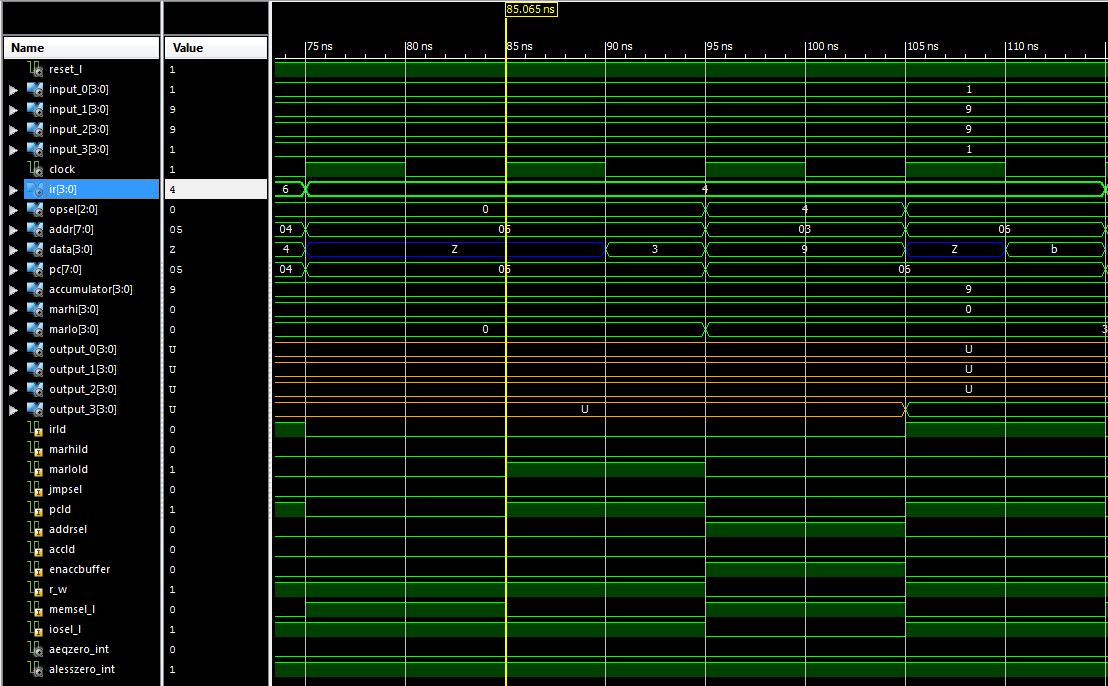 85.065 ns
Name Value 75 ns 80 ns 85 ns 90 ns 95 ns 100 ns 105 ns 110 ns
reset_l 1
input_0[3:0] 1 1
input_1[3:0] 9 9
input_2[3:0] 9 9
input_3[3:0] 1 1
clock 1
ir[3:0] 4 6 4
opsel[2:0] 0 0 4
addr[7:0] 05 04 05 03 05
data[3:0] Z 4 Z 3 9 Z b
pc[7:0] 05 04 05 06
accumulator[3:0] 9 9
marhi[3:0] 0 0
marlo[3:0] 0 0 3
output_0[3:0] U U
output_1[3:0] U U
output_2[3:0] U U
output_3[3:0] U U
irld 0
marhild 0
marlold 1
jmpsel 0
pcld 1
addrsel 0
accld 0
enaccbuffer 0
r_w 1
memsel_l 0
iosel_l 1
aeqzero_int 0
alesszero_int 1